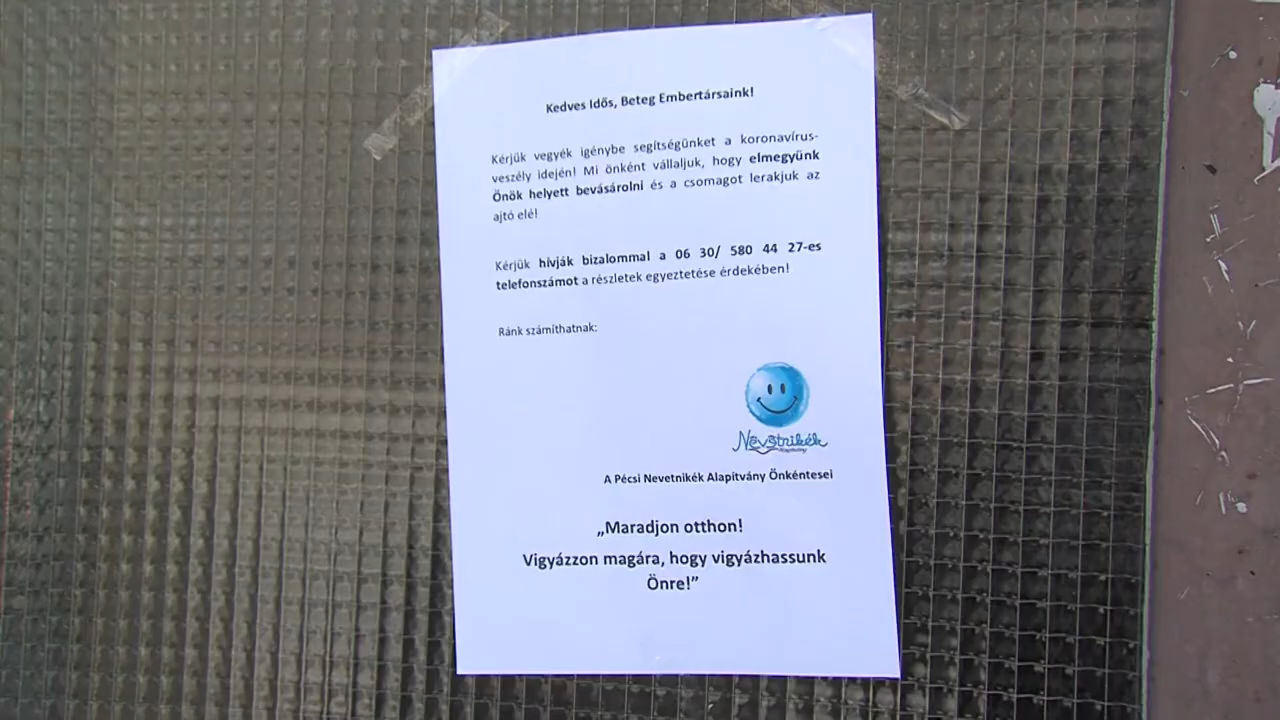 Kedves Idős, Beteg Embertársaink!
Kérjük vegyék igénybe segítségünket a koronavírus-
veszély idején! Mi önként vállaljuk, hogy elmegyünk
Önök helyett bevásárolni és a csomagot lerakjuk az
ajtó elé!
Kérjük hívják bizalommal a 06 30/ 580 44 27-es
telefonszámot a részletek egyeztetése érdekében!
Ránk számíthatnak:
Nevetnikék
Alapítvány
A Pécsi Nevetnikék Alapítvány Önkéntesei
„Maradjon otthon!
Vigyázzon magára, hogy vigyázhassunk
Önre!”